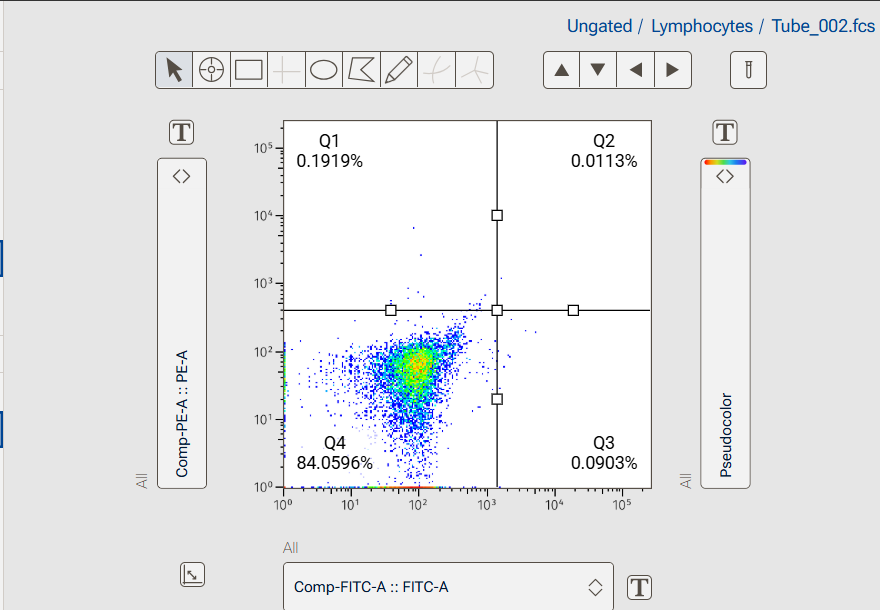 Ungated / Lymphocytes / Tube_002.fcs
T
T
Q1
0.1919%
Q2
0.0113%
10⁵
10⁴
10³
10²
10¹
10⁰
Comp-PE-A :: PE-A
All
Q4
84.0596%
Q3
0.0903%
10⁰ 10¹ 10² 10³ 10⁴ 10⁵
Pseudocolor
All
All
Comp-FITC-A :: FITC-A
T